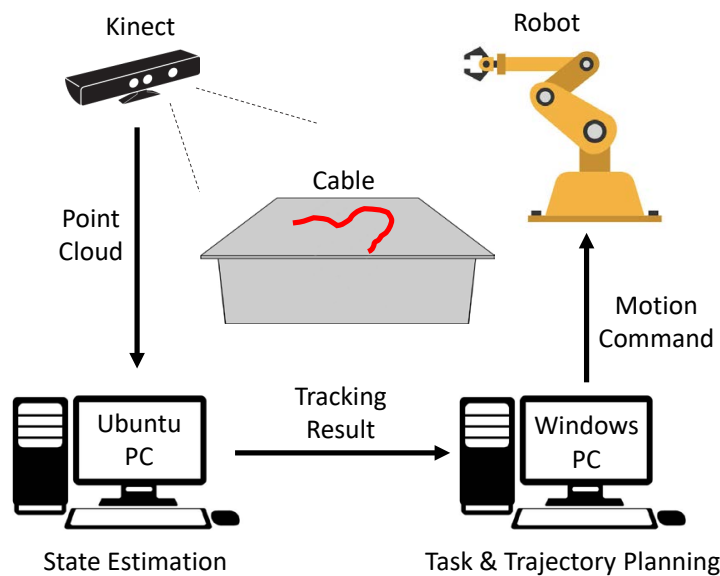 Kinect
Robot
Cable
Point
Cloud
Motion
Command
Tracking
Result
Ubuntu
PC
Windows
PC
State Estimation
Task & Trajectory Planning